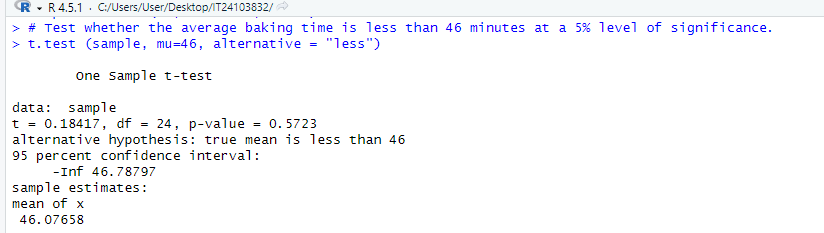 R 4.5.1 · C:/Users/User/Desktop/IT24103832/
> # Test whether the average baking time is less than 46 minutes at a 5% level of significance.
> t.test (sample, mu=46, alternative = "less")
One Sample t-test
data:  sample
t = 0.18417, df = 24, p-value = 0.5723
alternative hypothesis: true mean is less than 46
95 percent confidence interval:
-Inf 46.78797
sample estimates:
mean of x
46.07658